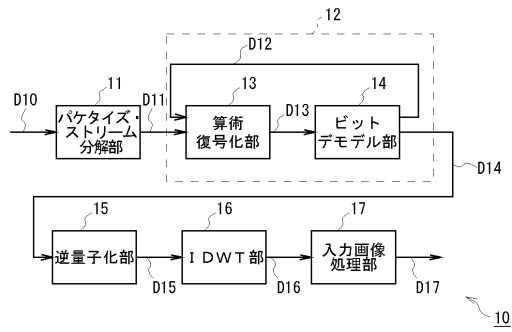 12
D12
11
13
14
D10
パケタイズ・
ストリーム
分解部
D11
算術
復号化部
D13
ビット
デモデル部
D14
15
16
17
逆量子化部
D15
IDWT部
D16
入力画像
処理部
D17
10